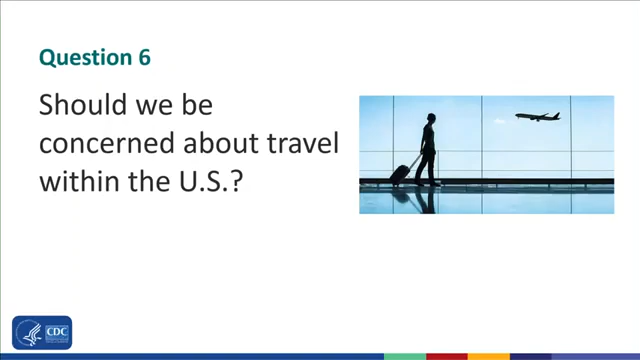 Question 6
Should we be
concerned about travel
within the U.S.?
CDC